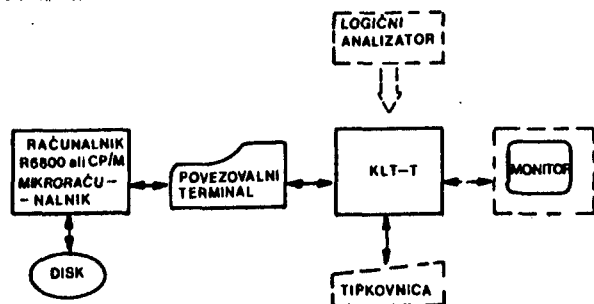 LOGIČNI
ANALIZATOR
RAČUNALNIK
R6800 ali CP/M
MIKRORAČU-
-NALNIK
POVEZOVALNI
TERMINAL
KLT-T
MONITOR
DISK
TIPKOVNICA